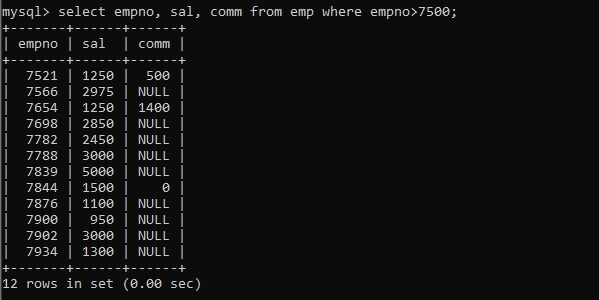 mysql> select empno, sal, comm from emp where empno>7500;
+-------+------+------+
| empno | sal  | comm |
+-------+------+------+
|  7521 | 1250 |  500 |
|  7566 | 2975 | NULL |
|  7654 | 1250 | 1400 |
|  7698 | 2850 | NULL |
|  7782 | 2450 | NULL |
|  7788 | 3000 | NULL |
|  7839 | 5000 | NULL |
|  7844 | 1500 |    0 |
|  7876 | 1100 | NULL |
|  7900 |  950 | NULL |
|  7902 | 3000 | NULL |
|  7934 | 1300 | NULL |
+-------+------+------+
12 rows in set (0.00 sec)